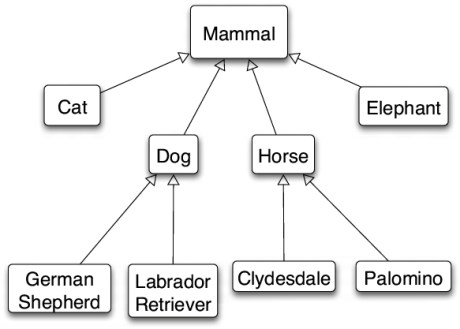 Mammal
Cat
Elephant
Dog
Horse
German
Shepherd
Labrador
Retriever
Clydesdale
Palomino